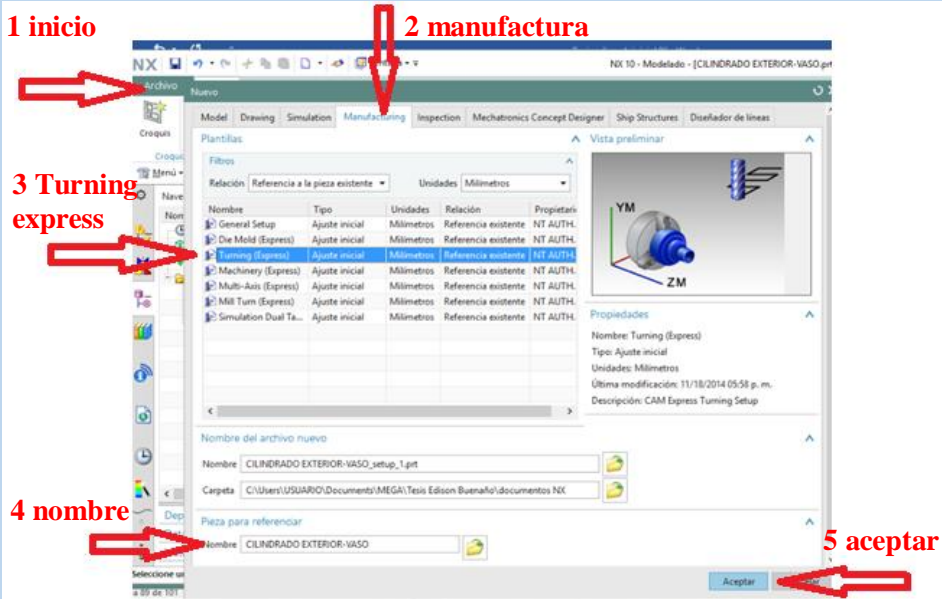 1 inicio
2 manufactura
NX
NX 10 - Modelado - [CILINDRADO EXTERIOR-VASO.prt
Archivo
Nuevo
Croquis
Model Drawing Simulation Manufacturing Inspection Mechatronics Concept Designer Ship Structures Diseñador de líneas
Plantillas
Vista preliminar
Filtros
Menú
Relación Referencia a la pieza existente Unidades Milímetros
3 Turning
express
Nombre Tipo Unidades Relación Propietari
General Setup Ajuste inicial Milímetros Referencia existente NT AUTH.
Die Mold (Express) Ajuste inicial Milímetros Referencia existente NT AUTH.
Turning (Express) Ajuste inicial Milímetros Referencia existente NT AUTH.
Machinery (Express) Ajuste inicial Milímetros Referencia existente NT AUTH.
Multi-Axis (Express) Ajuste inicial Milímetros Referencia existente NT AUTH.
Mill Turn (Express) Ajuste inicial Milímetros Referencia existente NT AUTH.
Simulation Dual Ta... Ajuste inicial Milímetros Referencia existente NT AUTH.
YM
ZM
Propiedades
Nombre: Turning (Express)
Tipo: Ajuste inicial
Unidades: Milímetros
Última modificación: 11/18/2014 05:58 p. m.
Descripción: CAM Express Turning Setup
Nombre del archivo nuevo
Nombre CILINDRADO EXTERIOR-VASO_setup_1.prt
Carpeta C:\Users\USUARIO\Documents\MEGA\Tesis Edison Buenaño\documentos NX
4 nombre
Dep
Pieza para referenciar
Nombre CILINDRADO EXTERIOR-VASO
5 aceptar
Aceptar
Seleccione un
a 89 de 101